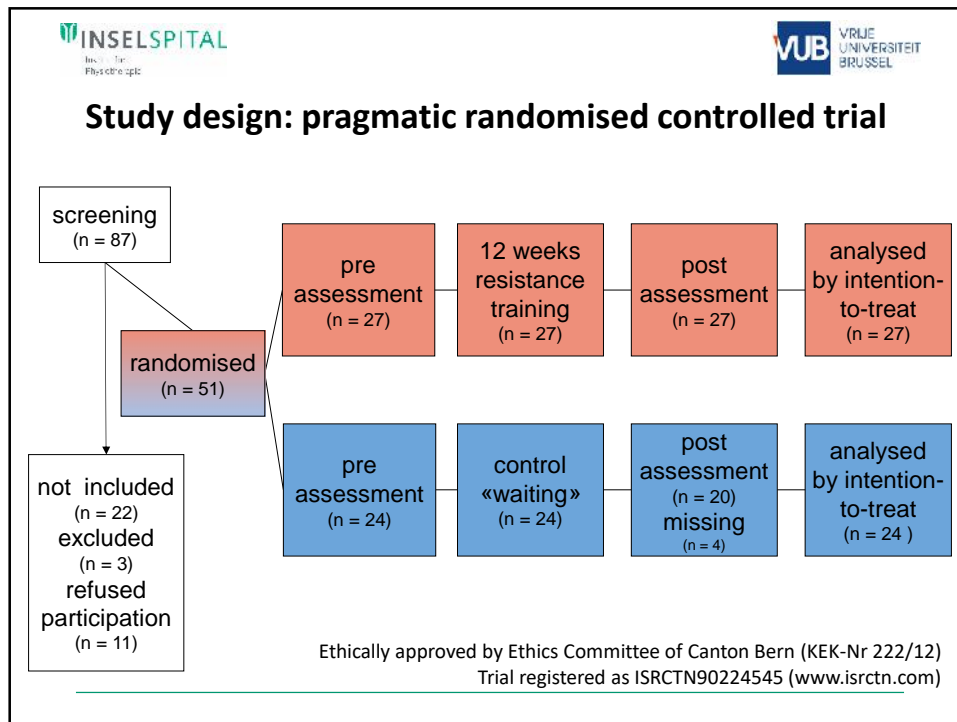 INSELSPITAL
Physiotherapie
VUB
VRIJE
UNIVERSITEIT
BRUSSEL
Study design: pragmatic randomised controlled trial
screening
(n = 87)
randomised
(n = 51)
not included
(n = 22)
excluded
(n = 3)
refused
participation
(n = 11)
pre
assessment
(n = 27)
12 weeks
resistance
training
(n = 27)
post
assessment
(n = 27)
analysed
by intention-
to-treat
(n = 27)
pre
assessment
(n = 24)
control
«waiting»
(n = 24)
post
assessment
(n = 20)
missing
(n = 4)
analysed
by intention-
to-treat
(n = 24 )
Ethically approved by Ethics Committee of Canton Bern (KEK-Nr 222/12)
Trial registered as ISRCTN90224545 (www.isrctn.com)